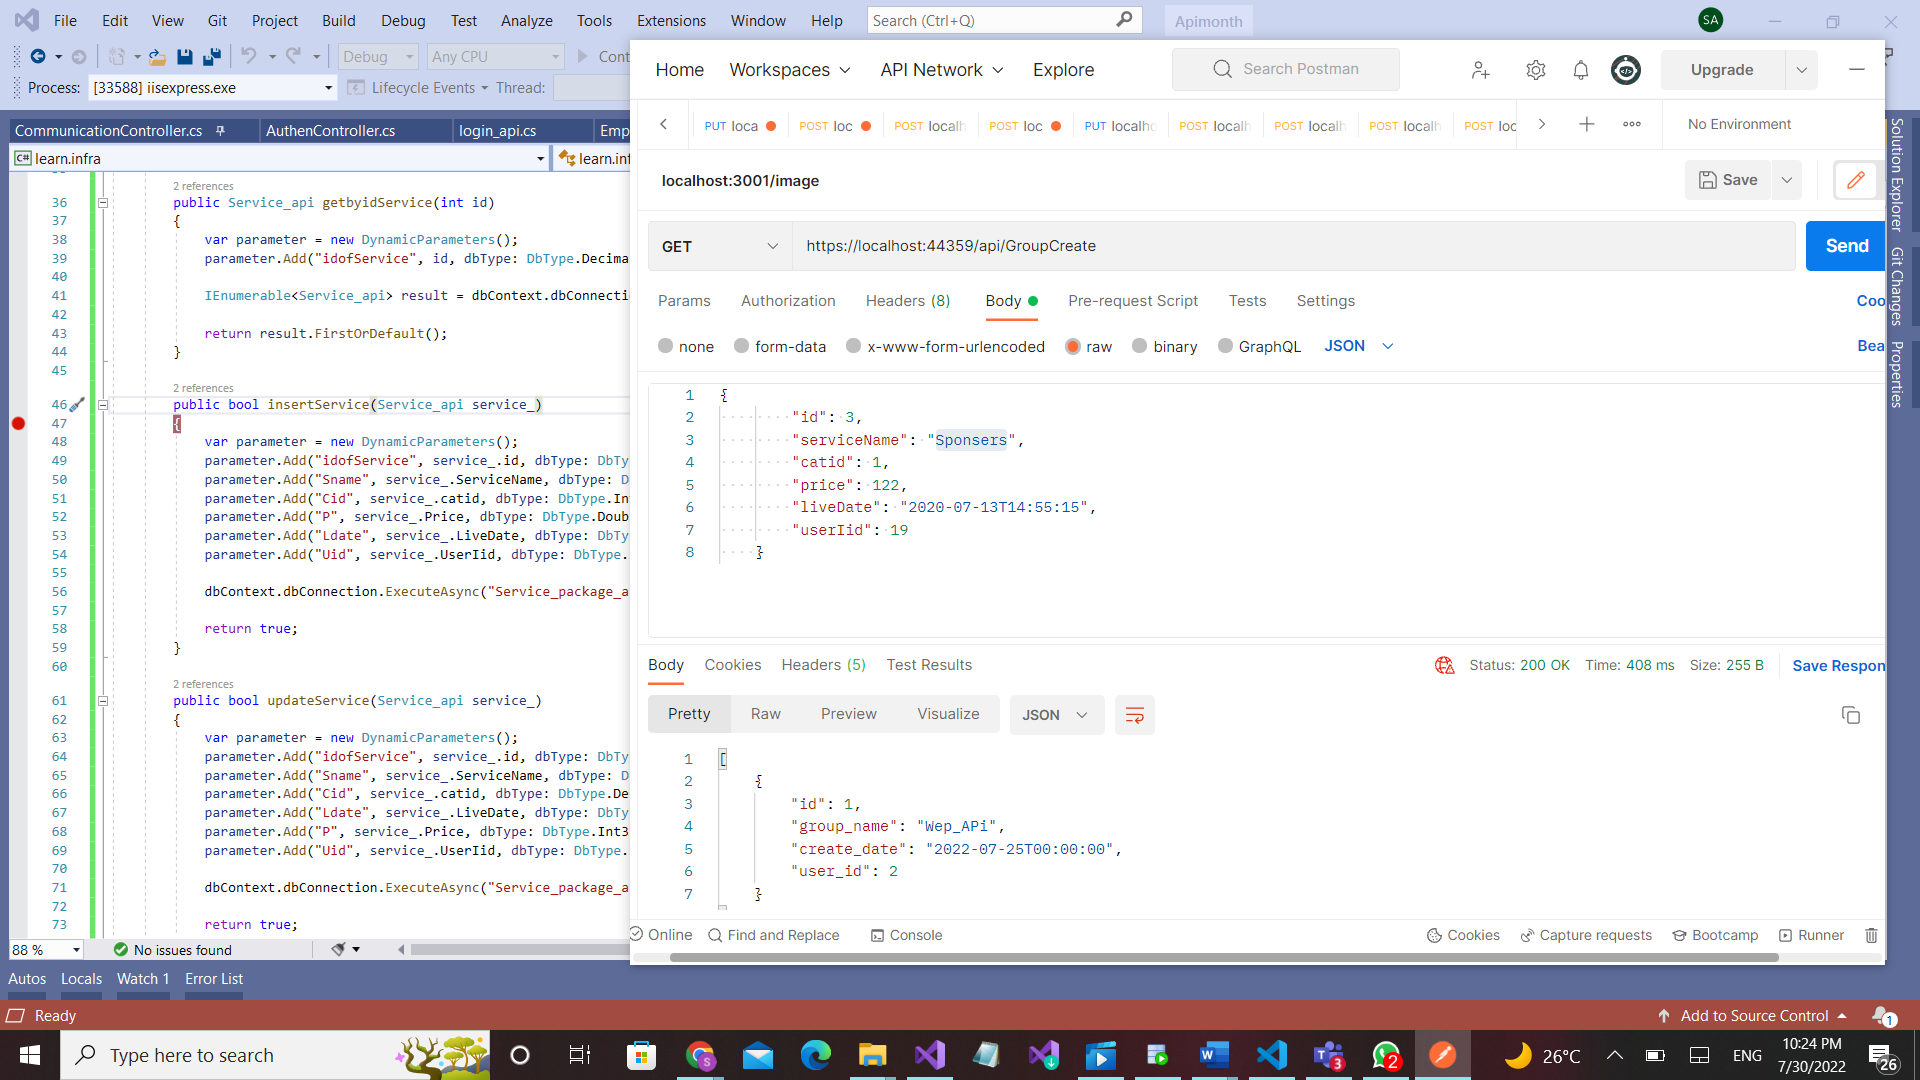 File Edit View Git Project Build Debug Test Analyze Tools Extensions Window Help Search (Ctrl+Q) Apimonth SA
Debug Any CPU Cont
Process: [33588] iisexpress.exe Lifecycle Events Thread:
CommunicationController.cs AuthenController.cs login_api.cs Emp
C# learn.infra learn.inf
2 references
36 public Service_api getbyidService(int id)
37 {
38 var parameter = new DynamicParameters();
39 parameter.Add("idofService", id, dbType: DbType.Decima
40
41 IEnumerable<Service_api> result = dbContext.dbConnection
42
43 return result.FirstOrDefault();
44 }
45
2 references
46 public bool insertService(Service_api service_)
47 {
48 var parameter = new DynamicParameters();
49 parameter.Add("idofService", service_.id, dbType: DbTy
50 parameter.Add("Sname", service_.ServiceName, dbType: D
51 parameter.Add("Cid", service_.catid, dbType: DbType.In
52 parameter.Add("P", service_.Price, dbType: DbType.Doub
53 parameter.Add("Ldate", service_.LiveDate, dbType: DbTy
54 parameter.Add("Uid", service_.UserIid, dbType: DbType.
55
56 dbContext.dbConnection.ExecuteAsync("Service_package_a
57
58 return true;
59 }
60
2 references
61 public bool updateService(Service_api service_)
62 {
63 var parameter = new DynamicParameters();
64 parameter.Add("idofService", service_.id, dbType: DbTy
65 parameter.Add("Sname", service_.ServiceName, dbType: D
66 parameter.Add("Cid", service_.catid, dbType: DbType.De
67 parameter.Add("Ldate", service_.LiveDate, dbType: DbTy
68 parameter.Add("P", service_.Price, dbType: DbType.Int3
69 parameter.Add("Uid", service_.UserIid, dbType: DbType.
70
71 dbContext.dbConnection.ExecuteAsync("Service_package_a
72
73 return true;
88 % No issues found
Autos Locals Watch 1 Error List
Ready Add to Source Control 1
Home Workspaces API Network Explore Search Postman Upgrade
PUT loca POST loc POST localh POST loc PUT localhc POST localh POST localh POST localh POST loc No Environment
localhost:3001/image Save
GET https://localhost:44359/api/GroupCreate Send
Params Authorization Headers (8) Body Pre-request Script Tests Settings Coo
none form-data x-www-form-urlencoded raw binary GraphQL JSON Bea
1 {
2 "id": 3,
3 "serviceName": "Sponsers",
4 "catid": 1,
5 "price": 122,
6 "liveDate": "2020-07-13T14:55:15",
7 "userIid": 19
8 }
Body Cookies Headers (5) Test Results Status: 200 OK Time: 408 ms Size: 255 B Save Respon
Pretty Raw Preview Visualize JSON
1 [
2 {
3 "id": 1,
4 "group_name": "Wep_APi",
5 "create_date": "2022-07-25T00:00:00",
6 "user_id": 2
7 }
Online Find and Replace Console Cookies Capture requests Bootcamp Runner
Solution Explorer
Git Changes
Properties
Type here to search S 3 2 26°C ENG 10:24 PM
7/30/2022 26